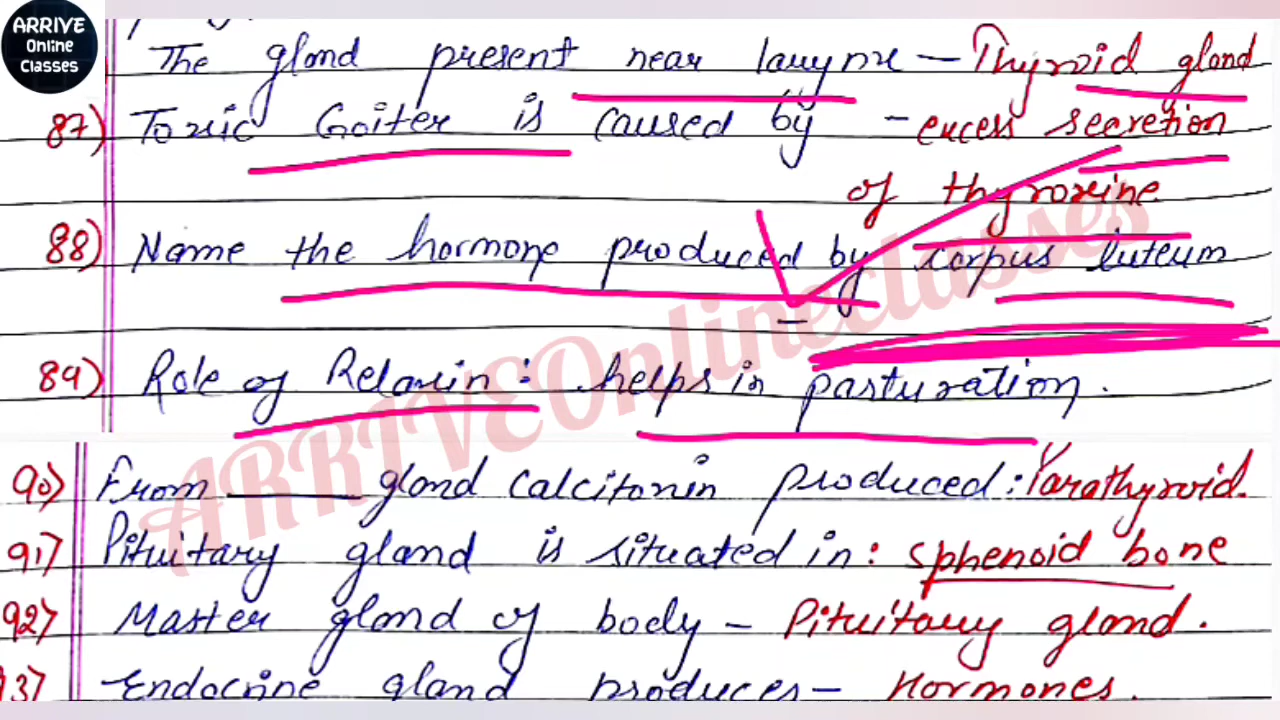 ARRIVE
Online
Classes
The gland present near larynx - Thyroid gland
87) Toxic Goiter is caused by - excess secretion
of thyroxine
88) Name the hormone produced by corpus luteum
=
89) Role of Relaxin: helps in parturation.
90) From ______ gland calcitonin produced: Parathyroid.
91) Pituitary gland is situated in: sphenoid bone
92) Master gland of body - Pituitary gland.
93) Endocrine gland produces - Hormones.
ARRIVEOnlineclasses